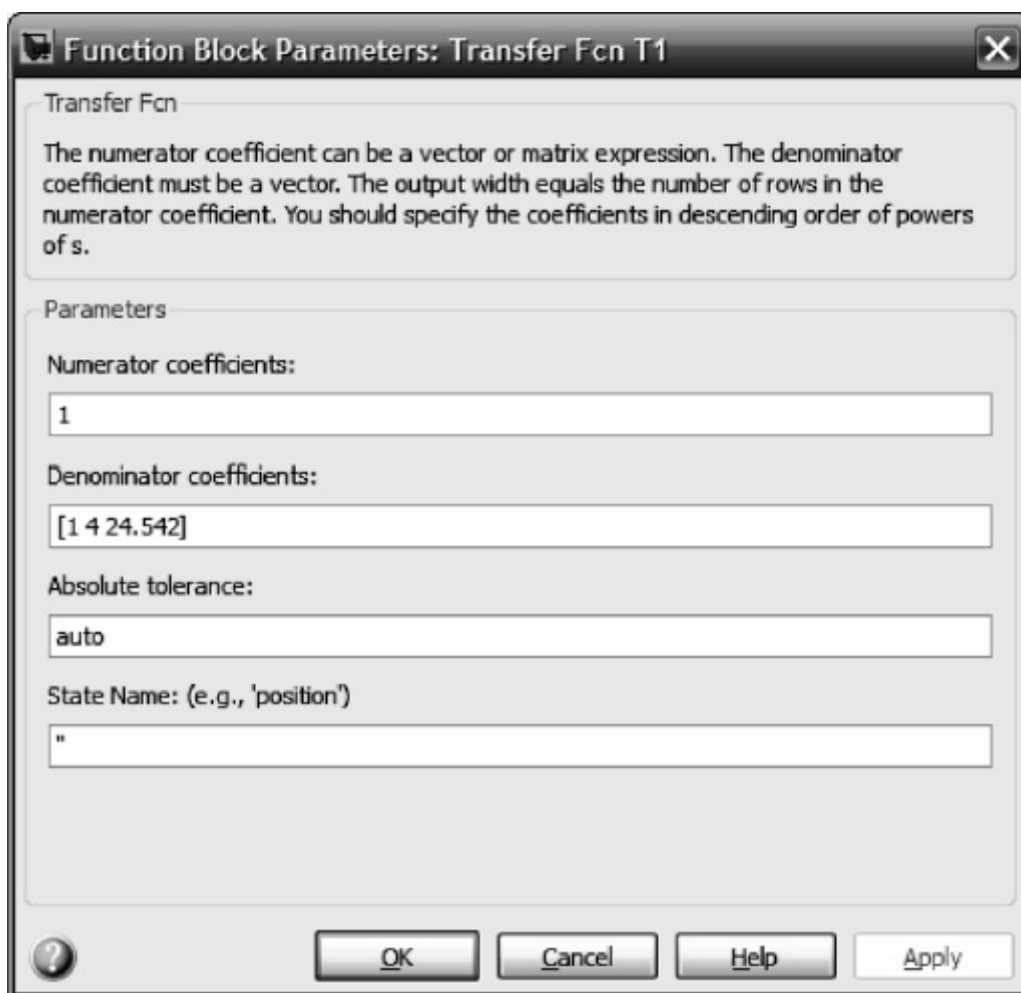 Function Block Parameters: Transfer Fcn T1
Transfer Fcn
The numerator coefficient can be a vector or matrix expression. The denominator
coefficient must be a vector. The output width equals the number of rows in the
numerator coefficient. You should specify the coefficients in descending order of powers
of s.
Parameters
Numerator coefficients:
1
Denominator coefficients:
[1 4 24.542]
Absolute tolerance:
auto
State Name: (e.g., 'position')
''
OK Cancel Help Apply